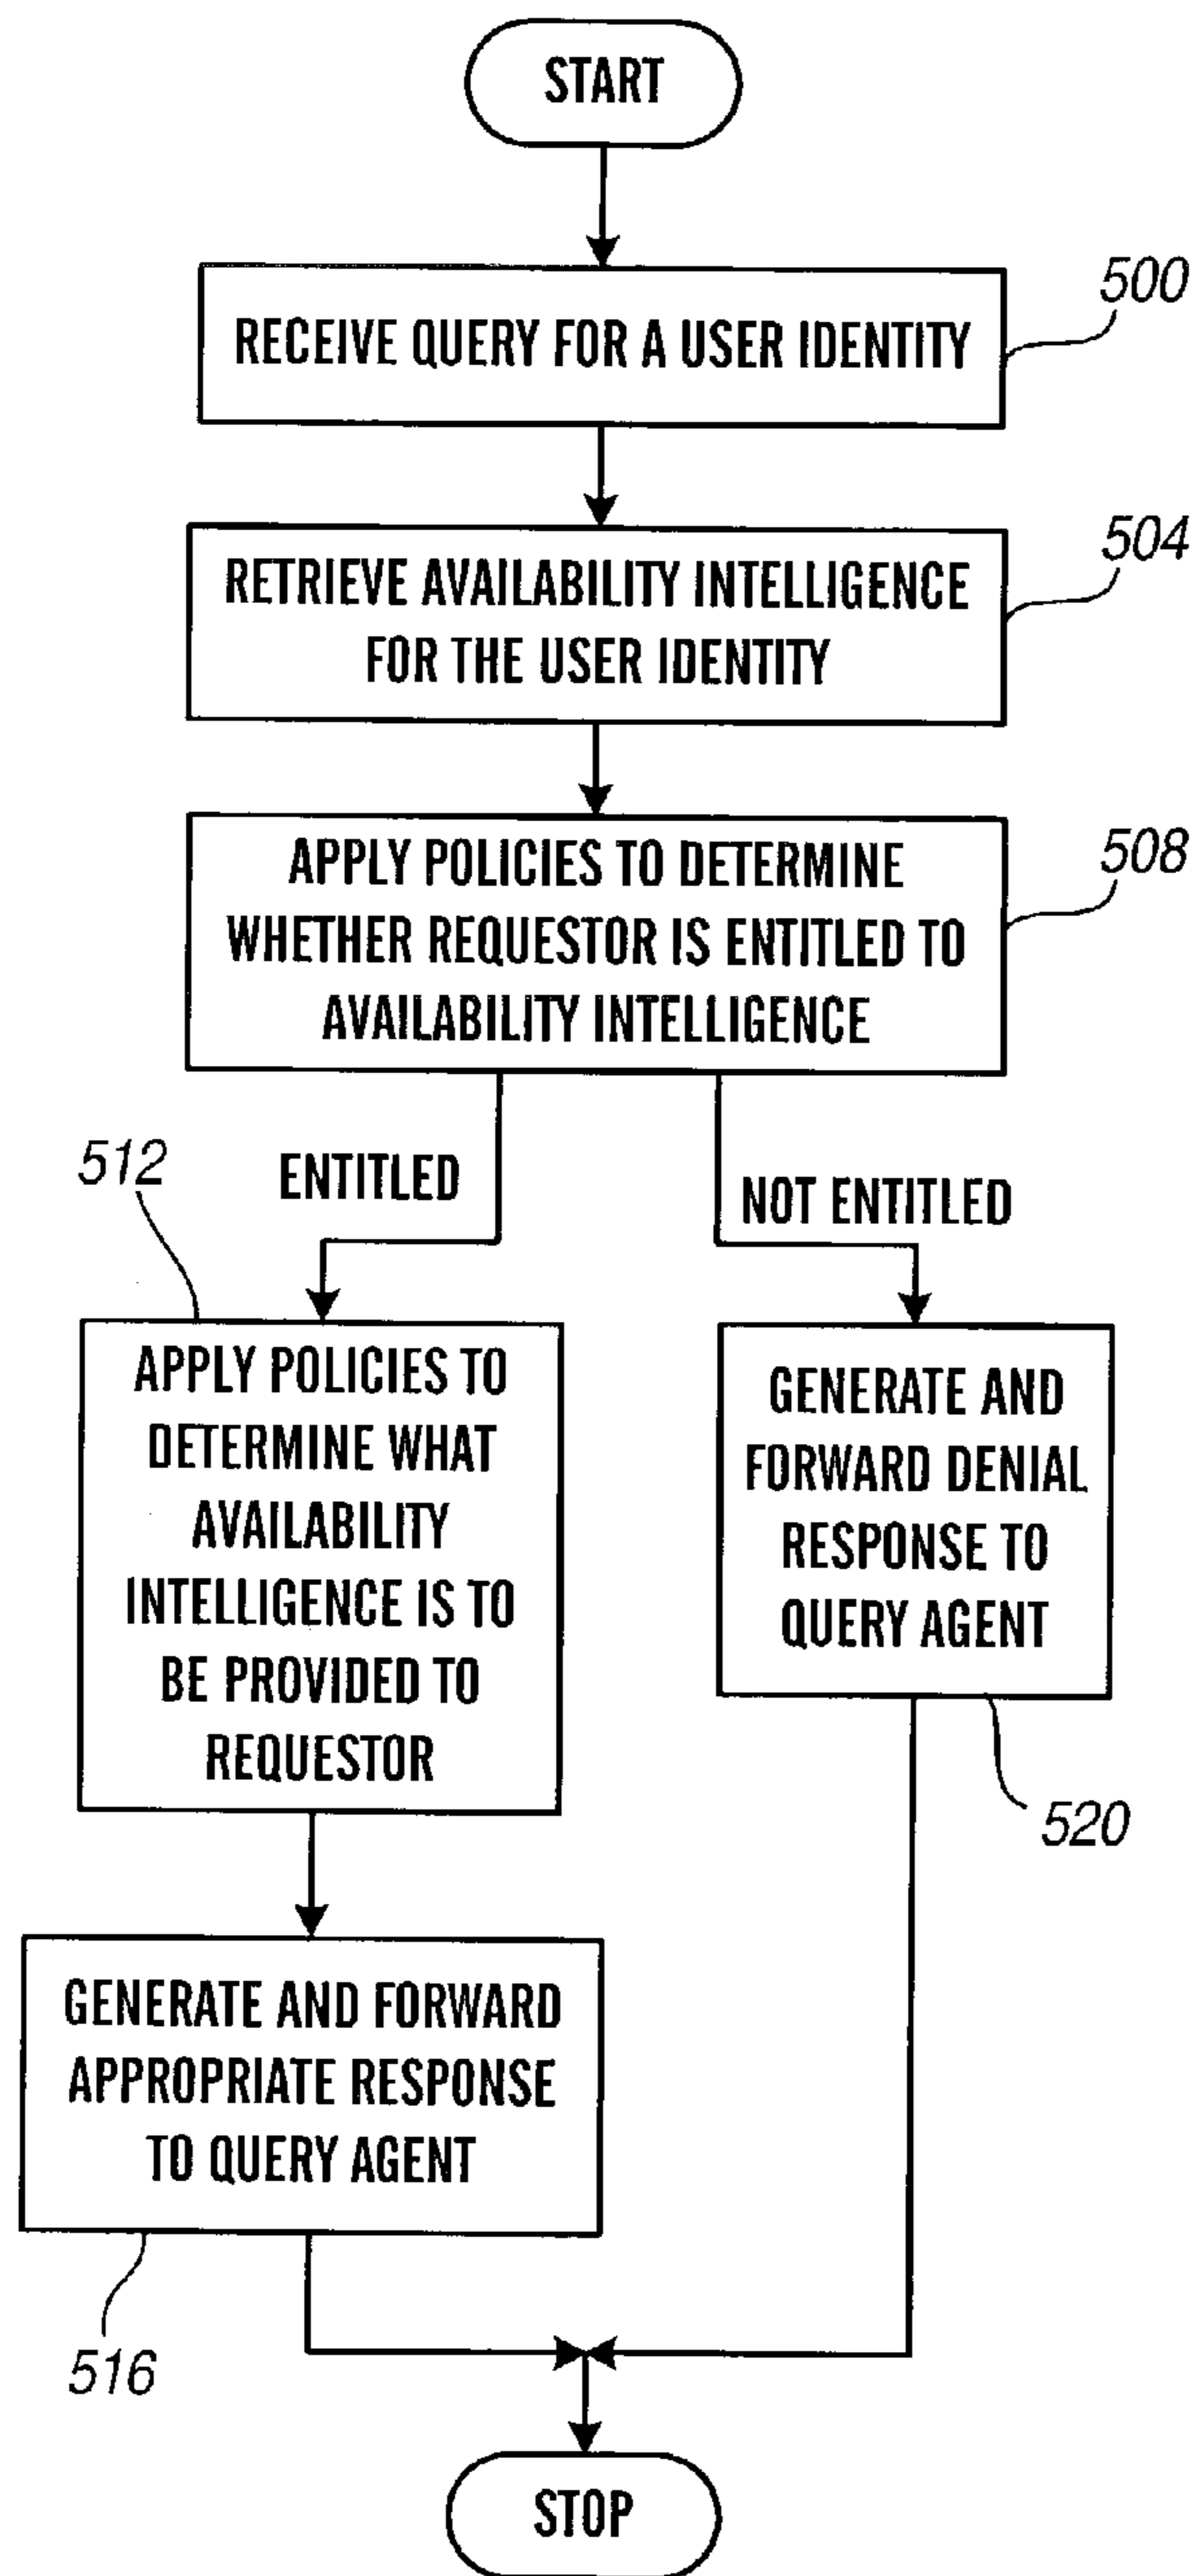 START
RECEIVE QUERY FOR A USER IDENTITY
500
RETRIEVE AVAILABILITY INTELLIGENCE
FOR THE USER IDENTITY
504
APPLY POLICIES TO DETERMINE
WHETHER REQUESTOR IS ENTITLED TO
AVAILABILITY INTELLIGENCE
508
512
ENTITLED
NOT ENTITLED
APPLY POLICIES TO
DETERMINE WHAT
AVAILABILITY
INTELLIGENCE IS TO
BE PROVIDED TO
REQUESTOR
GENERATE AND
FORWARD DENIAL
RESPONSE TO
QUERY AGENT
520
GENERATE AND FORWARD
APPROPRIATE RESPONSE
TO QUERY AGENT
516
STOP